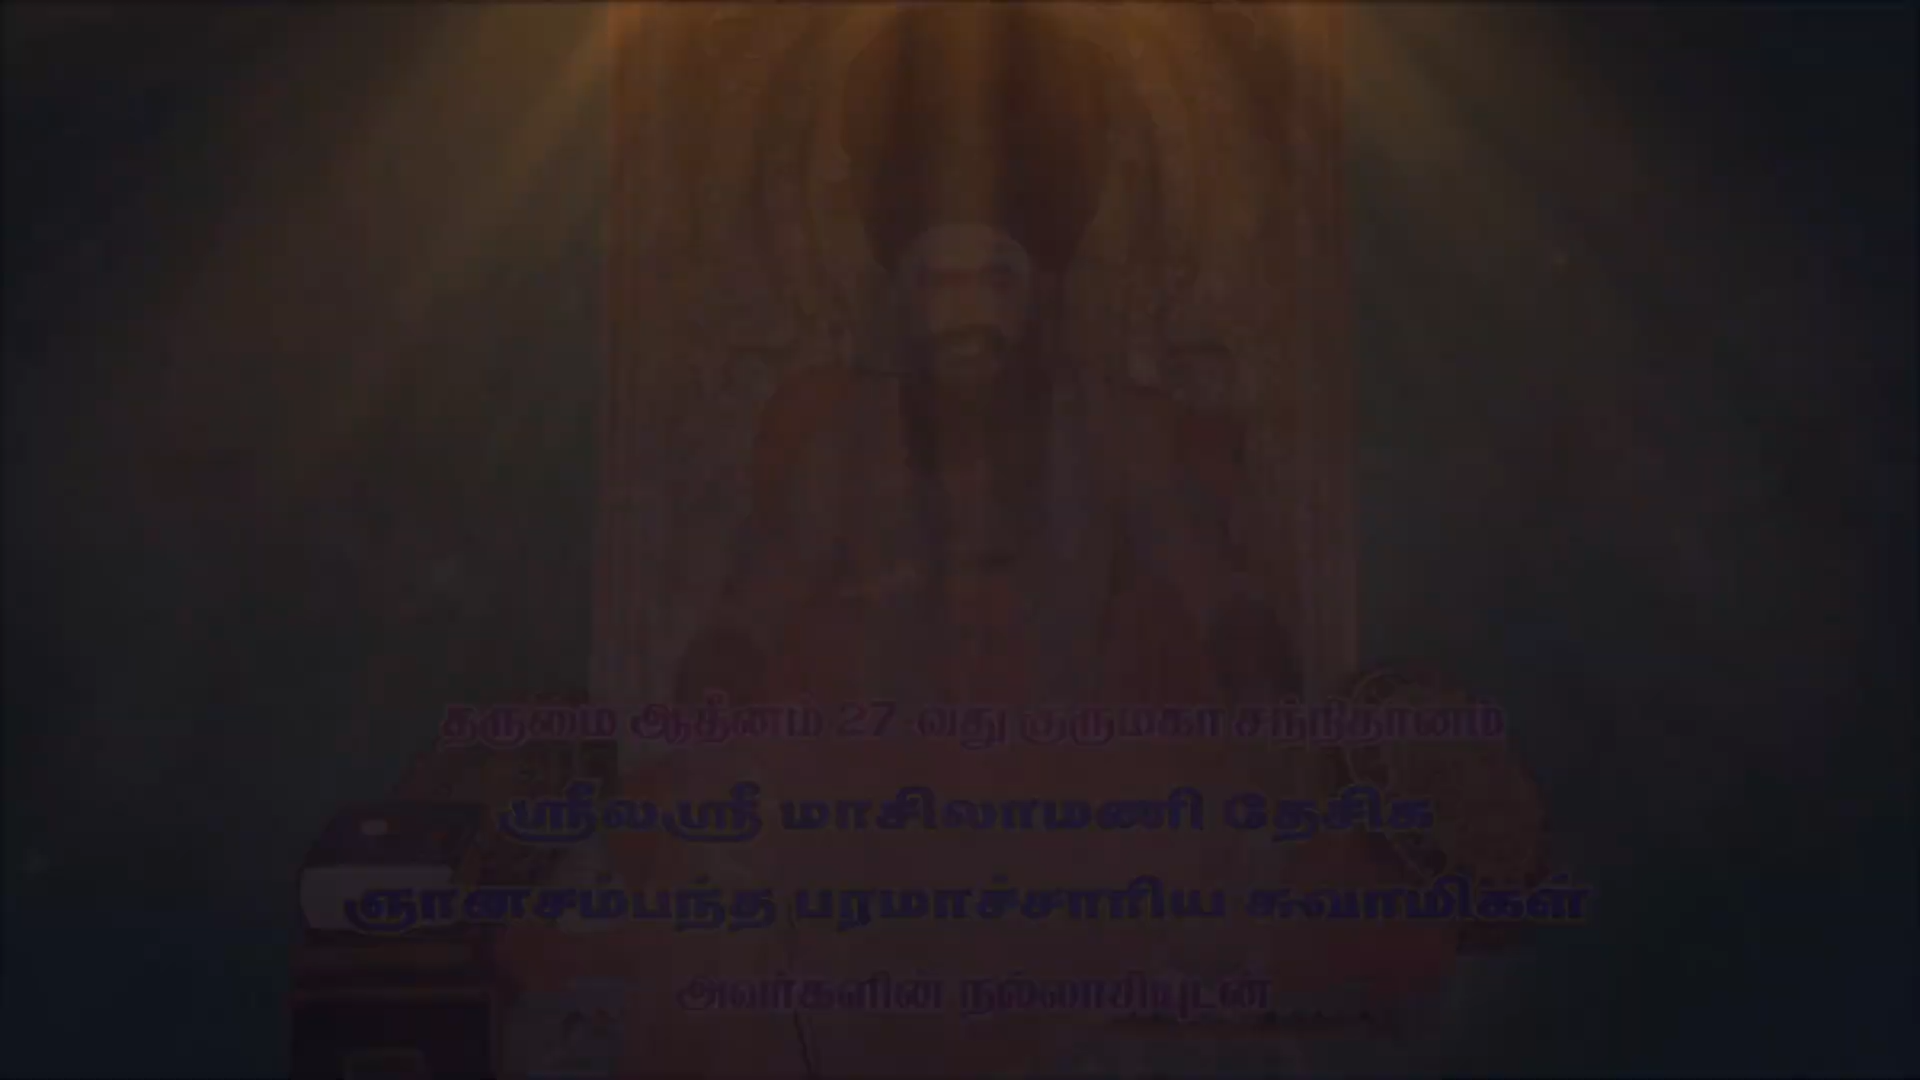 தருமை ஆதீனம் 27-வது குருமகா சந்நிதானம்
ஸ்ரீலஸ்ரீ மாசிலாமணி தேசிக
ஞானசம்பந்த பரமாச்சாரிய சுவாமிகள்
அவர்களின் நல்லாசியுடன்